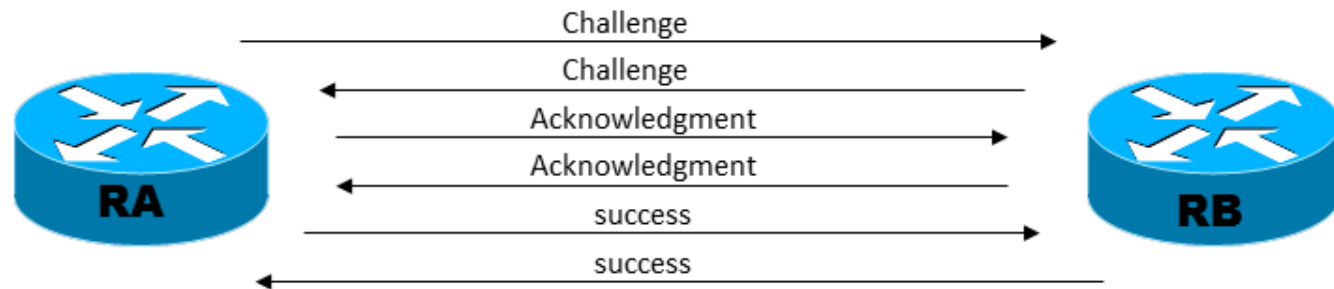 Challenge
Challenge
Acknowledgment
Acknowledgment
success
success
RA
RB